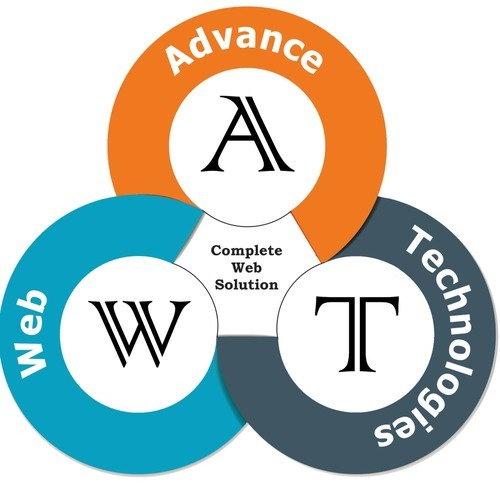 Advance
A
Complete
Web
Solution
Web
W
T
Technologies